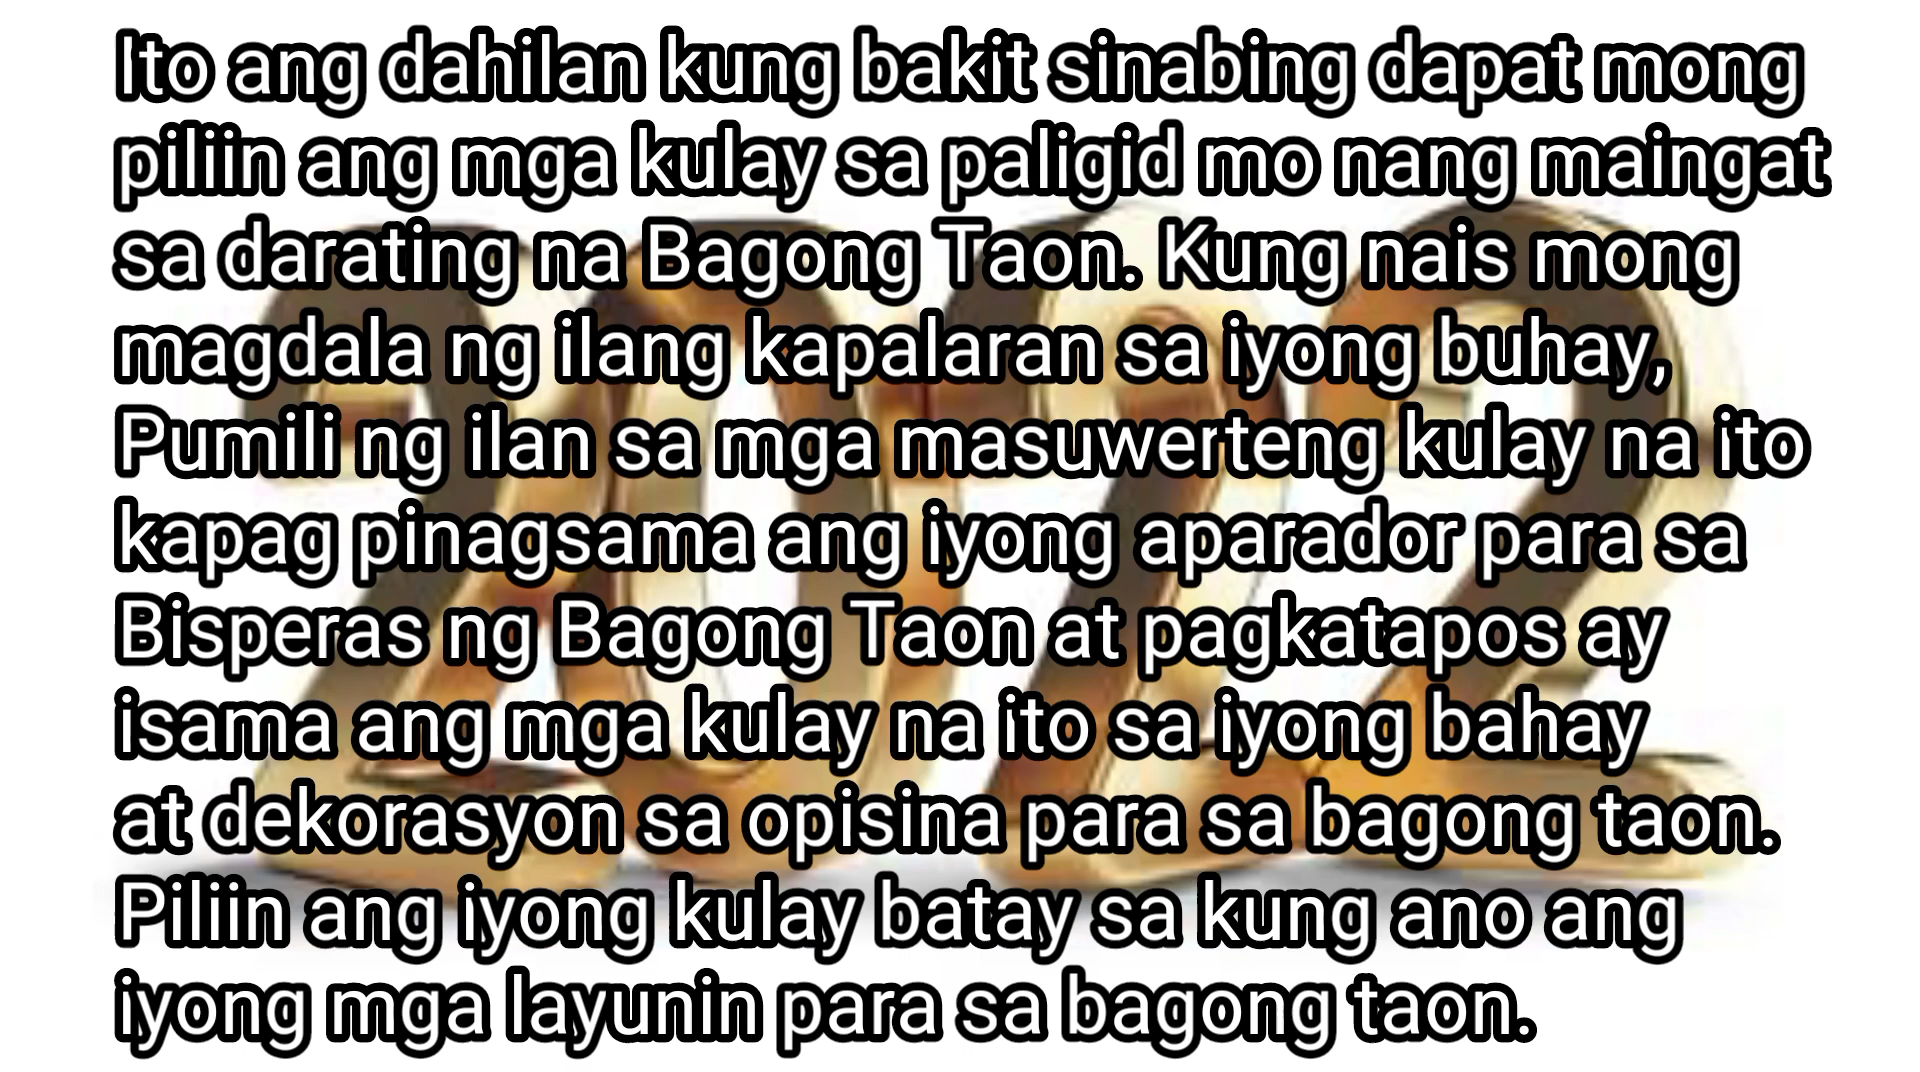 Ito ang dahilan kung bakit sinabing dapat mong
piliin ang mga kulay sa paligid mo nang maingat
sa darating na Bagong Taon. Kung nais mong
magdala ng ilang kapalaran sa iyong buhay,
Pumili ng ilan sa mga masuwerteng kulay na ito
kapag pinagsama ang iyong aparador para sa
Bisperas ng Bagong Taon at pagkatapos ay
isama ang mga kulay na ito sa iyong bahay
at dekorasyon sa opisina para sa bagong taon.
Piliin ang iyong kulay batay sa kung ano ang
iyong mga layunin para sa bagong taon.
2022